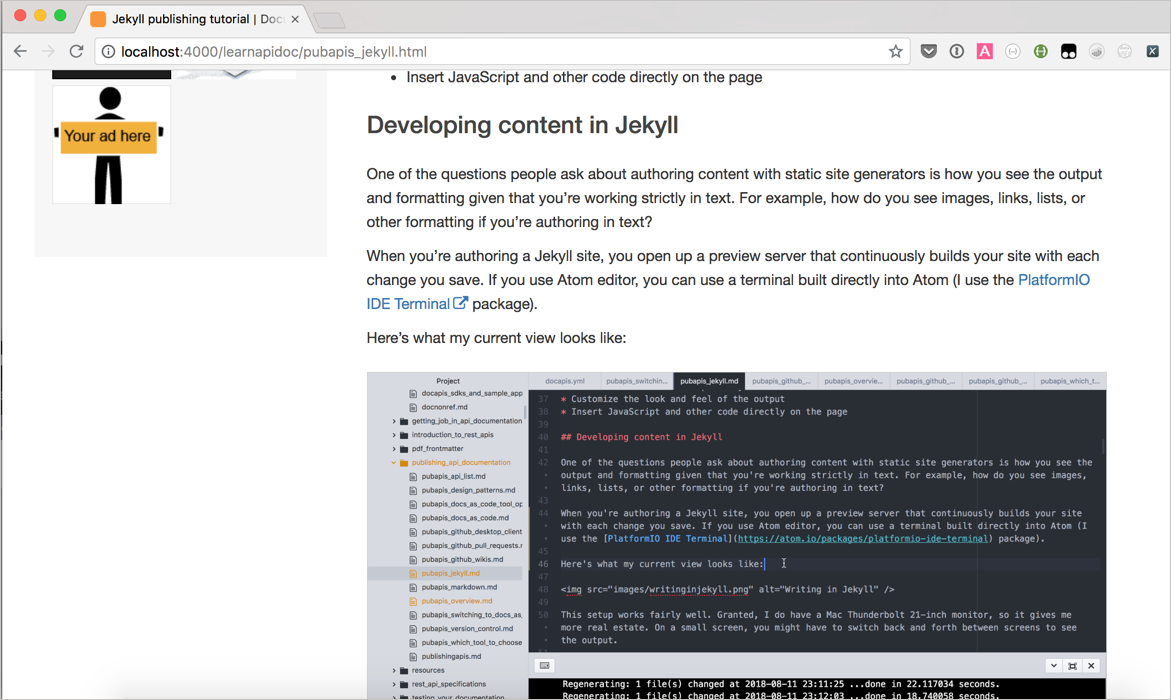 Jekyll publishing tutorial | Doc
localhost:4000/learnapidoc/pubapis_jekyll.html
Your ad here
• Insert JavaScript and other code directly on the page
Developing content in Jekyll
One of the questions people ask about authoring content with static site generators is how you see the output
and formatting given that you’re working strictly in text. For example, how do you see images, links, lists, or
other formatting if you’re authoring in text?
When you’re authoring a Jekyll site, you open up a preview server that continuously builds your site with each
change you save. If you use Atom editor, you can use a terminal built directly into Atom (I use the PlatformIO
IDE Terminal package).
Here’s what my current view looks like:
Project
docapis_sdks_and_sample_app
docnonref.md
getting_job_in_api_documentation
introduction_to_rest_apis
pdf_frontmatter
publishing_api_documentation
pubapis_api_list.md
pubapis_design_patterns.md
pubapis_docs_as_code_tool_op
pubapis_docs_as_code.md
pubapis_github_desktop_client
pubapis_github_pull_requests.r
pubapis_github_wikis.md
pubapis_jekyll.md
pubapis_markdown.md
pubapis_overview.md
pubapis_switching_to_docs_as_
pubapis_version_control.md
pubapis_which_tool_to_choose
publishingapis.md
resources
rest_api_specifications
testing_your_documentation
docapis.yml pubapis_switchin... pubapis_jekyll.md pubapis_github_... pubapis_overvie... pubapis_github_... pubapis_github_... pubapis_which_t...
37 * Customize the look and feel of the output
38 * Insert JavaScript and other code directly on the page
39
40 ## Developing content in Jekyll
41
42 One of the questions people ask about authoring content with static site generators is how you see the
output and formatting given that you're working strictly in text. For example, how do you see images,
links, lists, or other formatting if you're authoring in text?
43
44 When you're authoring a Jekyll site, you open up a preview server that continuously builds your site
with each change you save. If you use Atom editor, you can use a terminal built directly into Atom (I
use the [PlatformIO IDE Terminal](https://atom.io/packages/platformio-ide-terminal) package).
45
46 Here's what my current view looks like:
47
48 <img src="images/writinginjekyll.png" alt="Writing in Jekyll" />
49
50 This setup works fairly well. Granted, I do have a Mac Thunderbolt 21-inch monitor, so it gives me
more real estate. On a small screen, you might have to switch back and forth between screens to see
the output.
Regenerating: 1 file(s) changed at 2018-08-11 23:11:25 ...done in 22.117034 seconds.
Regenerating: 1 file(s) changed at 2018-08-11 23:12:03 ...done in 18.740058 seconds.